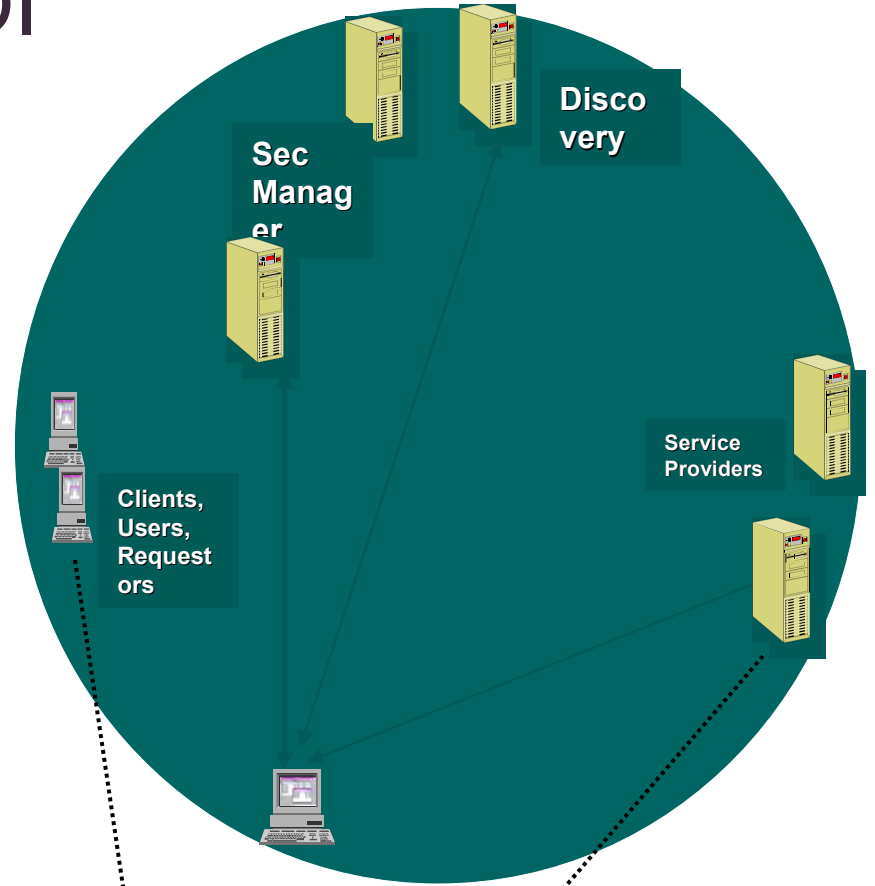 Disco
very
Sec
Manag
er
Service
Providers
Clients,
Users,
Request
ors